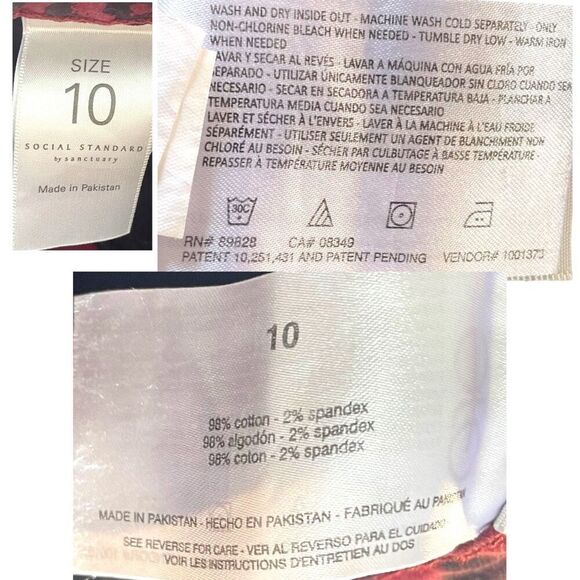 SIZE
10
SOCIAL STANDARD
by sanctuary
Made in Pakistan
WASH AND DRY INSIDE OUT - MACHINE WASH COLD SEPARATELY - ONLY
NON-CHLORINE BLEACH WHEN NEEDED - TUMBLE DRY LOW - WARM IRON
WHEN NEEDED
AVAR Y SECAR AL REVÉS - LAVAR A MÁQUINA CON AGUA FRÍA POR
EPARADO - UTILIZAR ÚNICAMENTE BLANQUEADOR SIN CLORO CUANDO SEA
NECESARIO - SECAR EN SECADORA A TEMPERATURA BAJA - PLANCHAR A
TEMPERATURA MEDIA CUANDO SEA NECESARIO
LAVER ET SÉCHER À L'ENVERS - LAVER À LA MACHINE À L'EAU FROIDE
SÉPARÉMENT - UTILISER SEULEMENT UN AGENT DE BLANCHIMENT NON
CHLORÉ AU BESOIN - SÉCHER PAR CULBUTAGE À BASSE TEMPÉRATURE -
REPASSER À TEMPÉRATURE MOYENNE AU BESOIN
30C
RN# 89828 CA# 08349
PATENT 10,251,431 AND PATENT PENDING VENDOR# 1001373
10
98% cotton - 2% spandex
98% algodón - 2% spandex
98% coton - 2% spandex
MADE IN PAKISTAN - HECHO EN PAKISTAN - FABRIQUÉ AU PAKISTAN
SEE REVERSE FOR CARE - VER AL REVERSO PARA EL CUIDADO
VOIR LES INSTRUCTIONS D'ENTRETIEN AU DOS